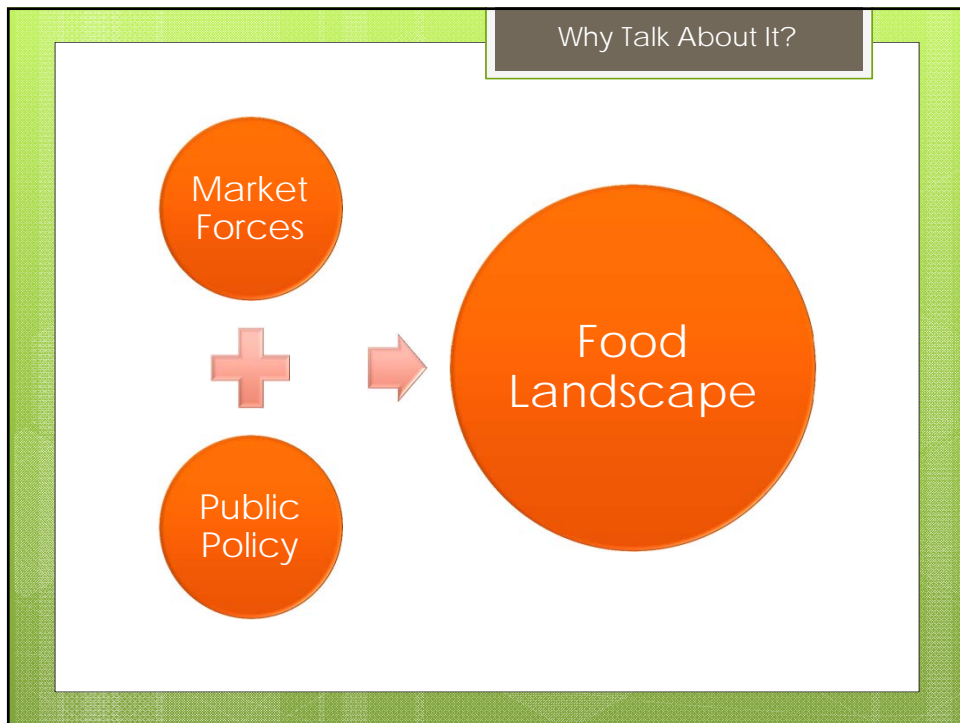 Why Talk About It?
Market
Forces
Public
Policy
Food
Landscape